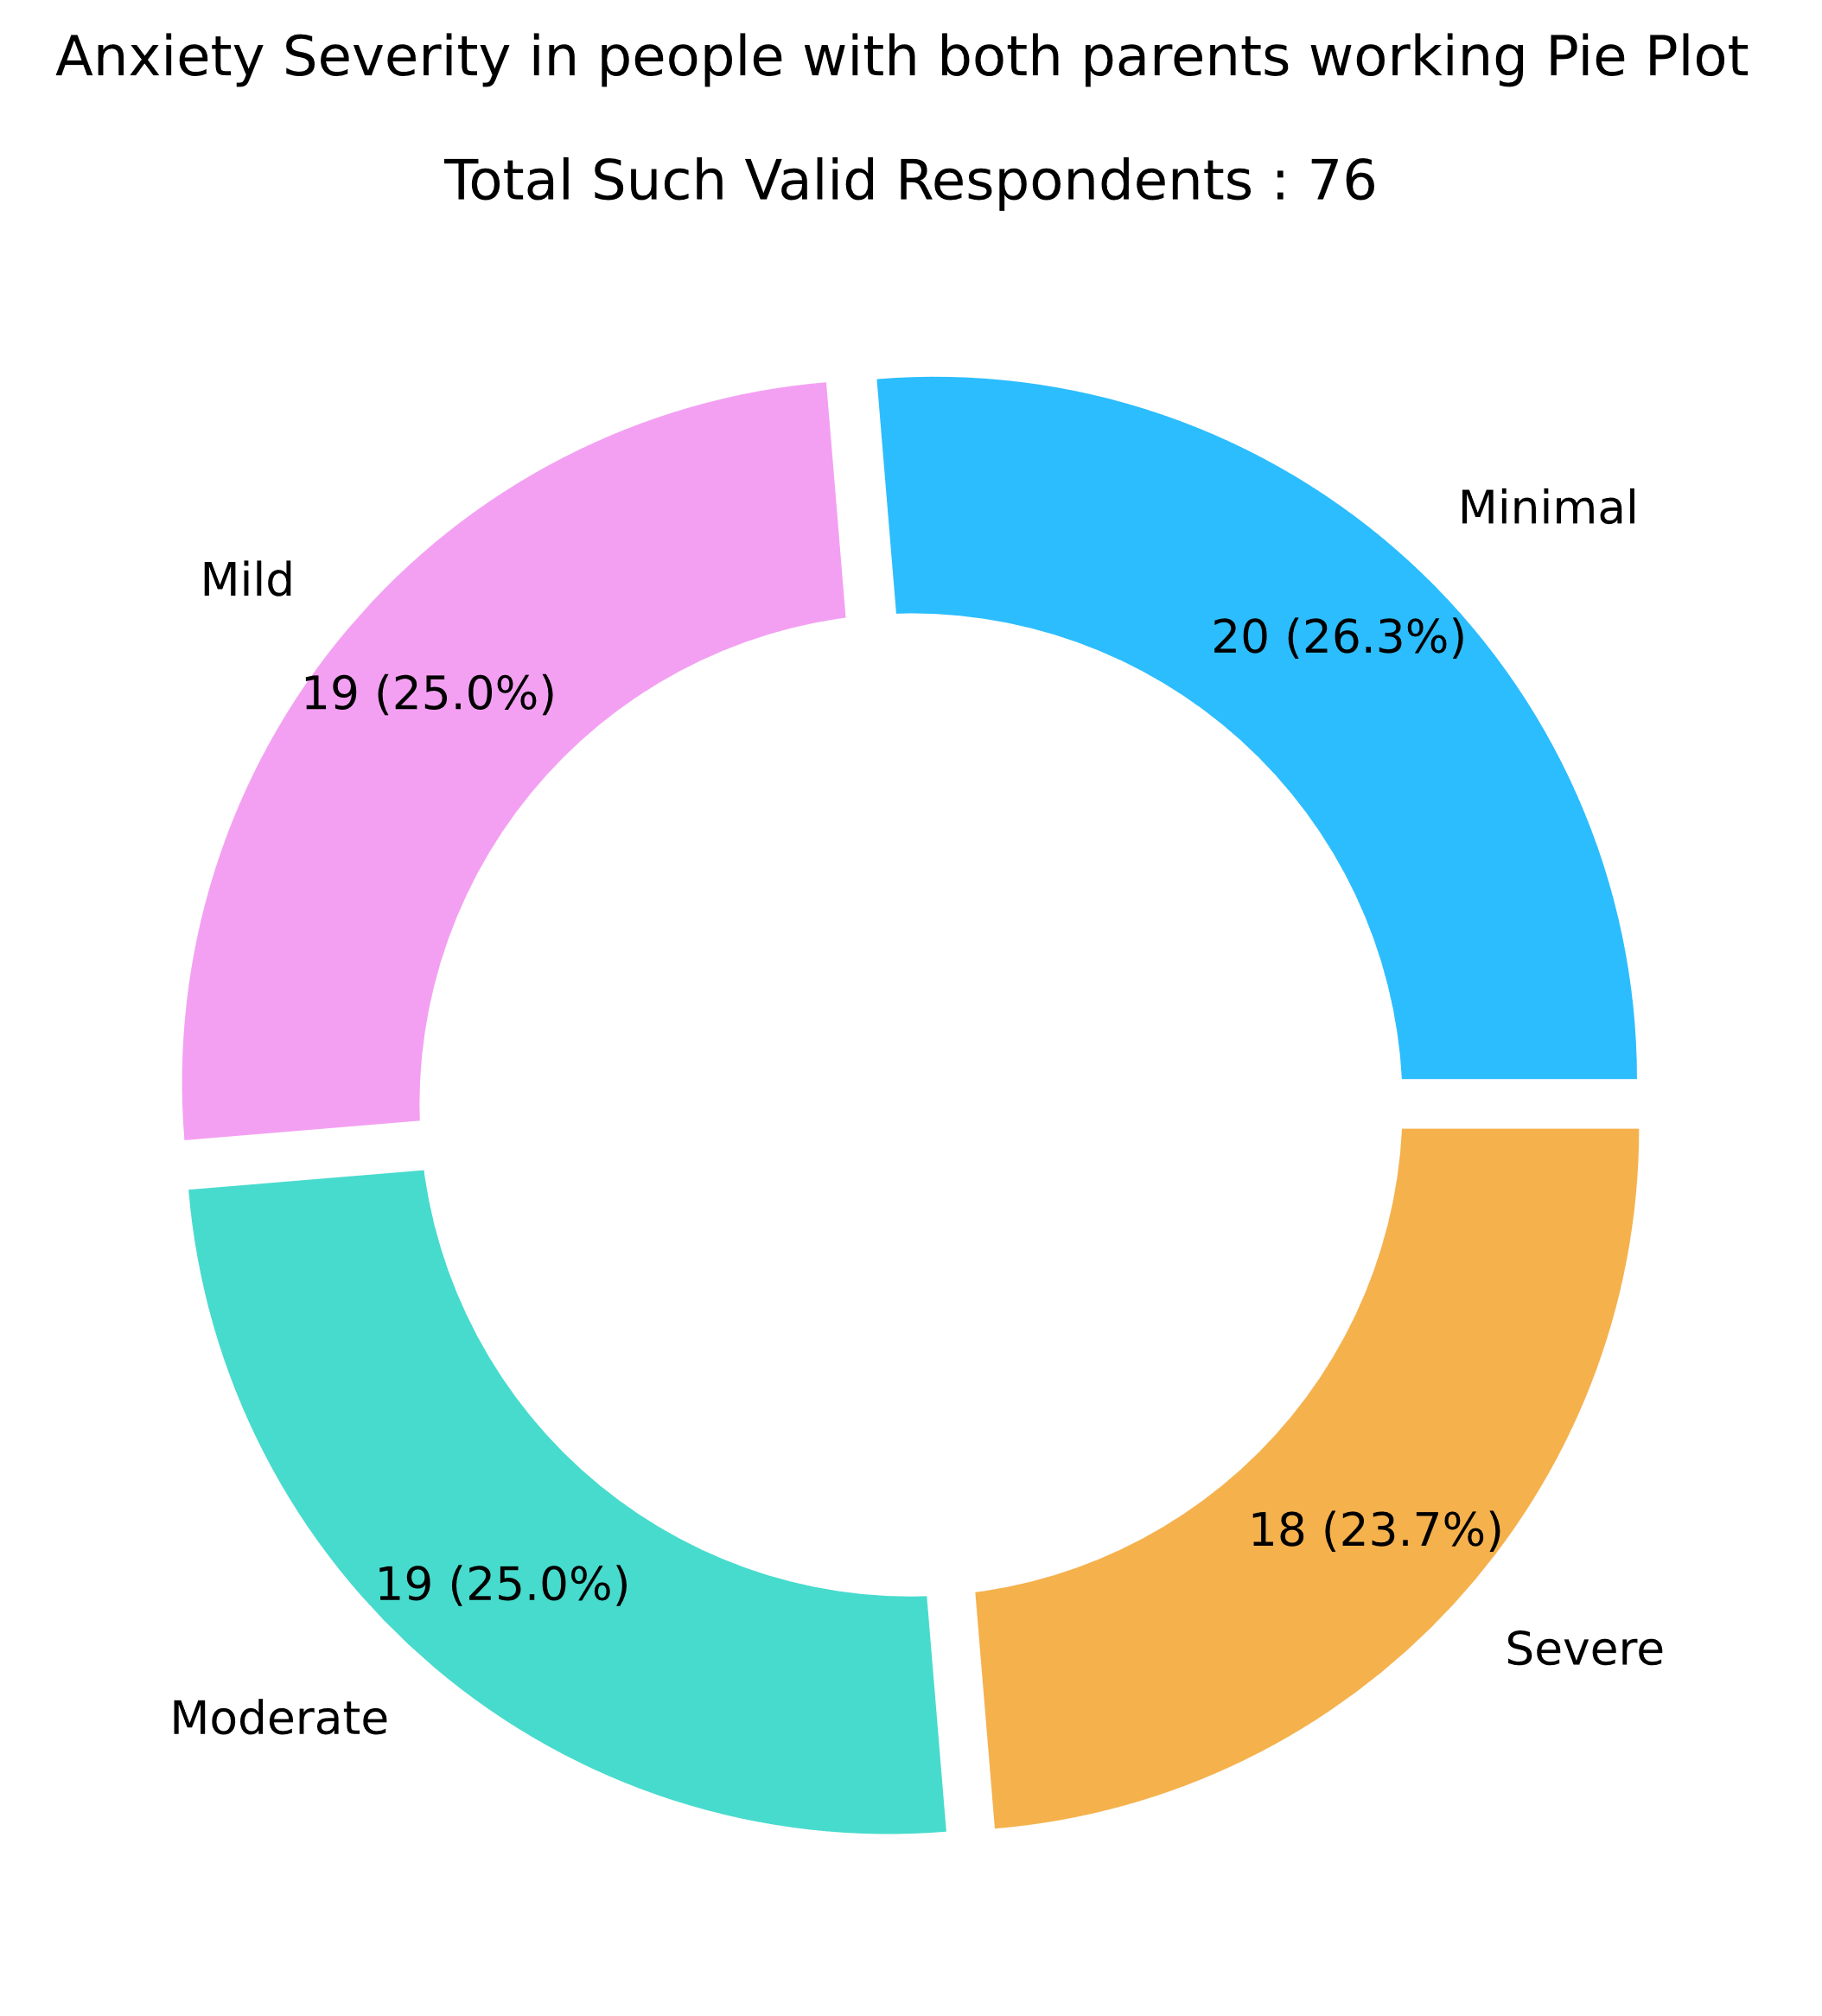 Anxiety Severity in people with both parents working Pie Plot
Total Such Valid Respondents : 76
Minimal
Mild
20 (26.3%)
19 (25.0%)
18 (23.7%)
19 (25.0%)
Severe
Moderate